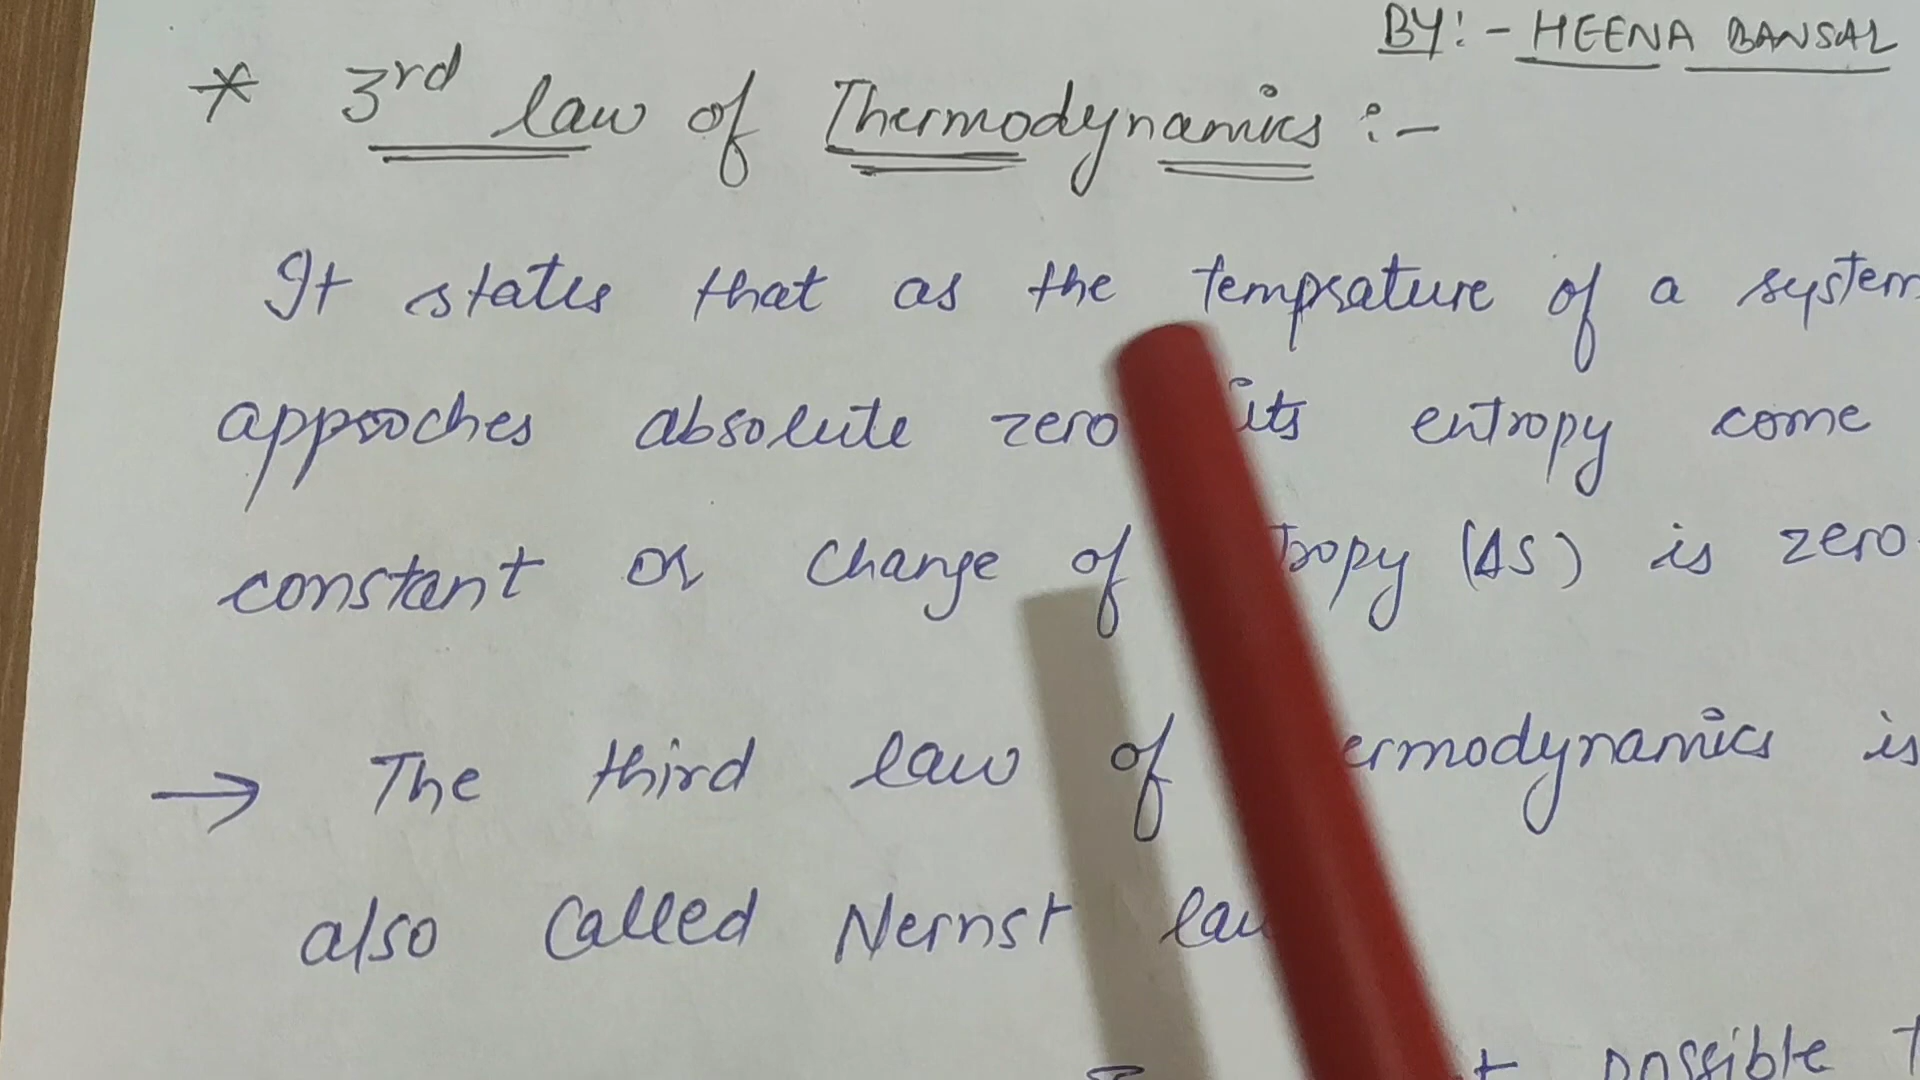 BY:- HEENA BANSAL
* 3rd law of Thermodynamics :-
It states that as the temprature of a system
approches absolute zero its entropy come
constant or change of tropy (ΔS) is zero.
→ The third law of ermodynamics is
also called Nernst law
possible